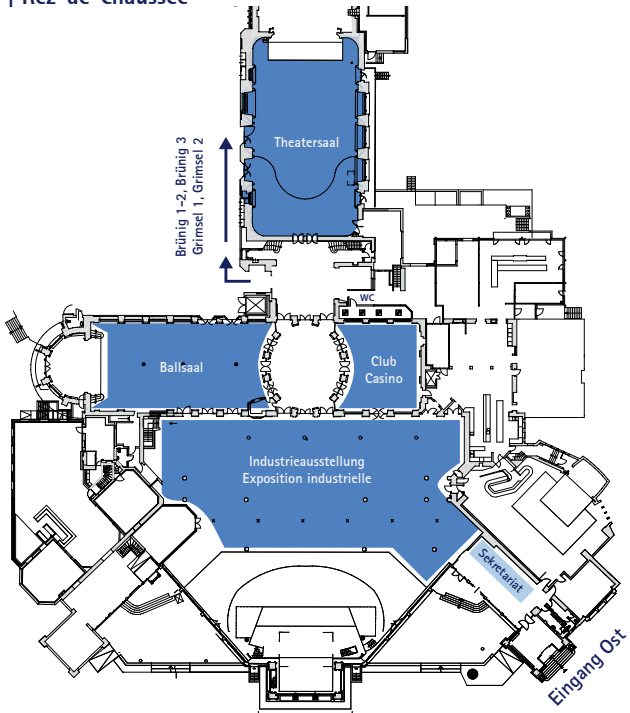 | Rez-de-Chaussée
Theatersaal
Brünig 1–2, Brünig 3
Grimsel 1, Grimsel 2
WC
Ballsaal
Club
Casino
Industrieausstellung
Exposition industrielle
Sekretariat
Eingang Ost